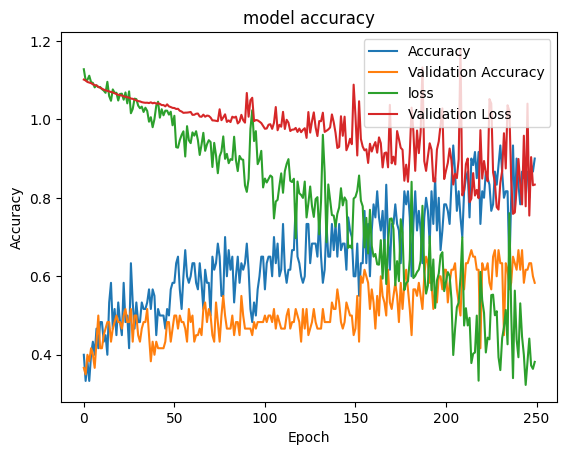 model accuracy
1.2
1.0
0.8
0.6
0.4
Accuracy
Accuracy
Validation Accuracy
loss
Validation Loss
0
50
100
150
200
250
Epoch